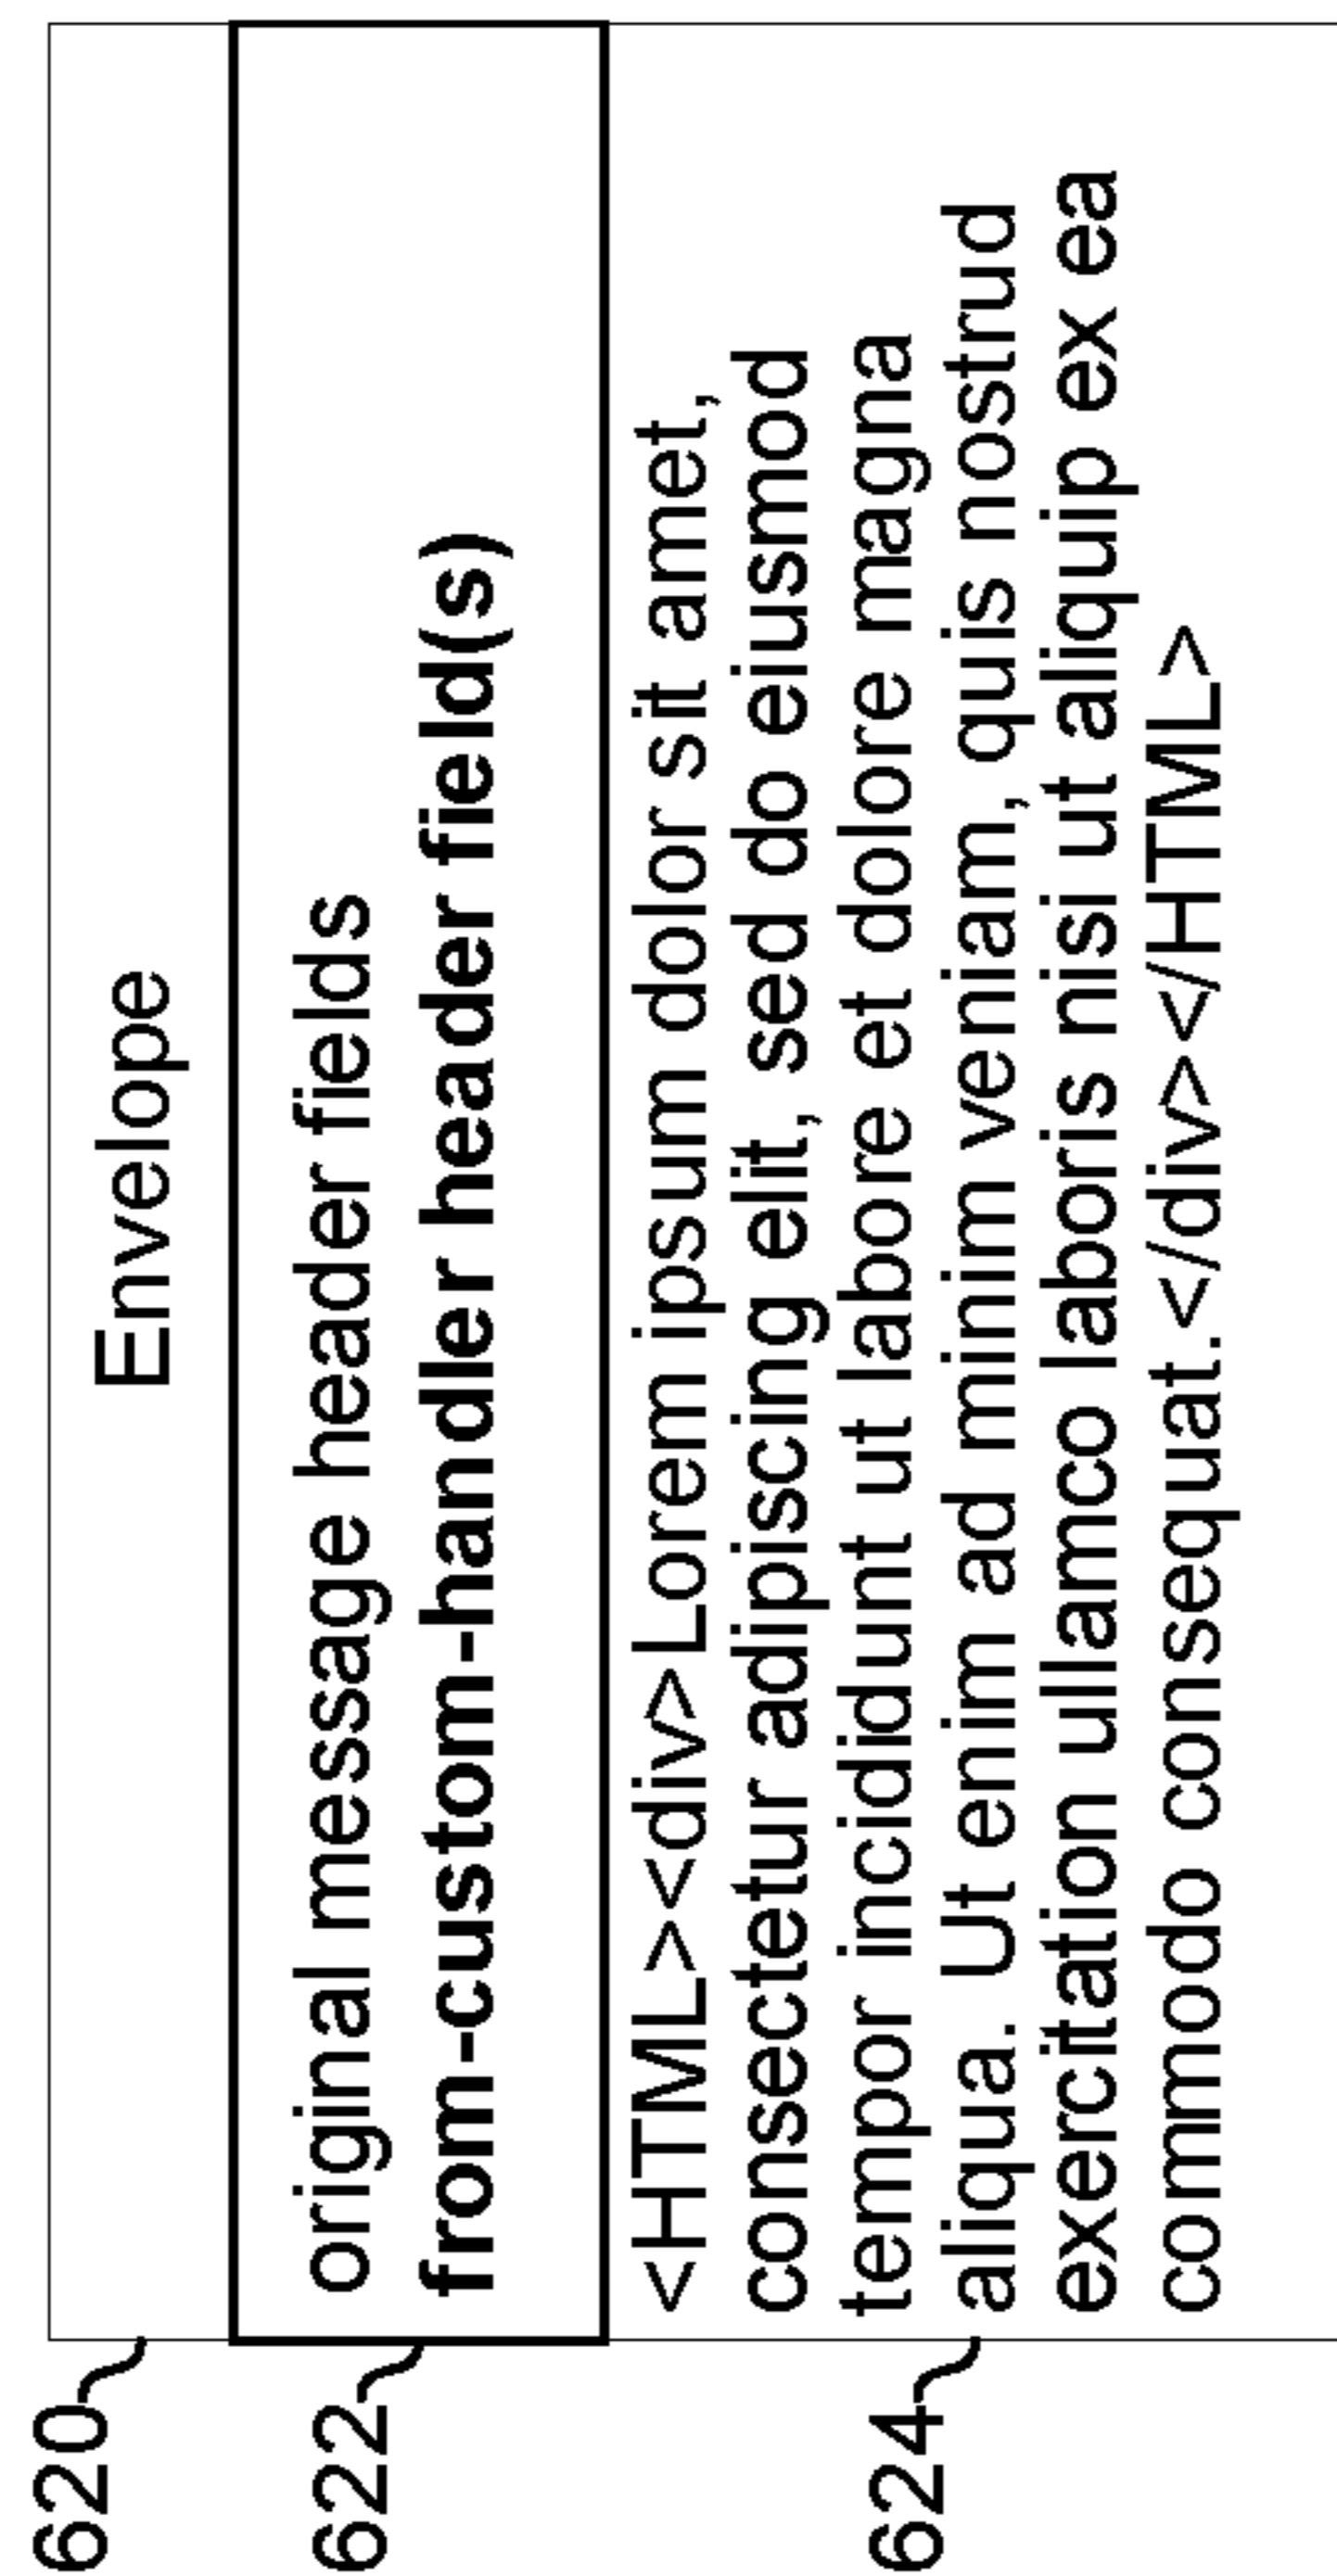 620
Envelope
622
original message header fields
from-custom-handler header field(s)
624
<HTML><div>Lorem ipsum dolor sit amet,
consectetur adipiscing elit, sed do eiusmod
tempor incididunt ut labore et dolore magna
aliqua. Ut enim ad minim veniam, quis nostrud
exercitation ullamco laboris nisi ut aliquip ex ea
commodo consequat.</div></HTML>